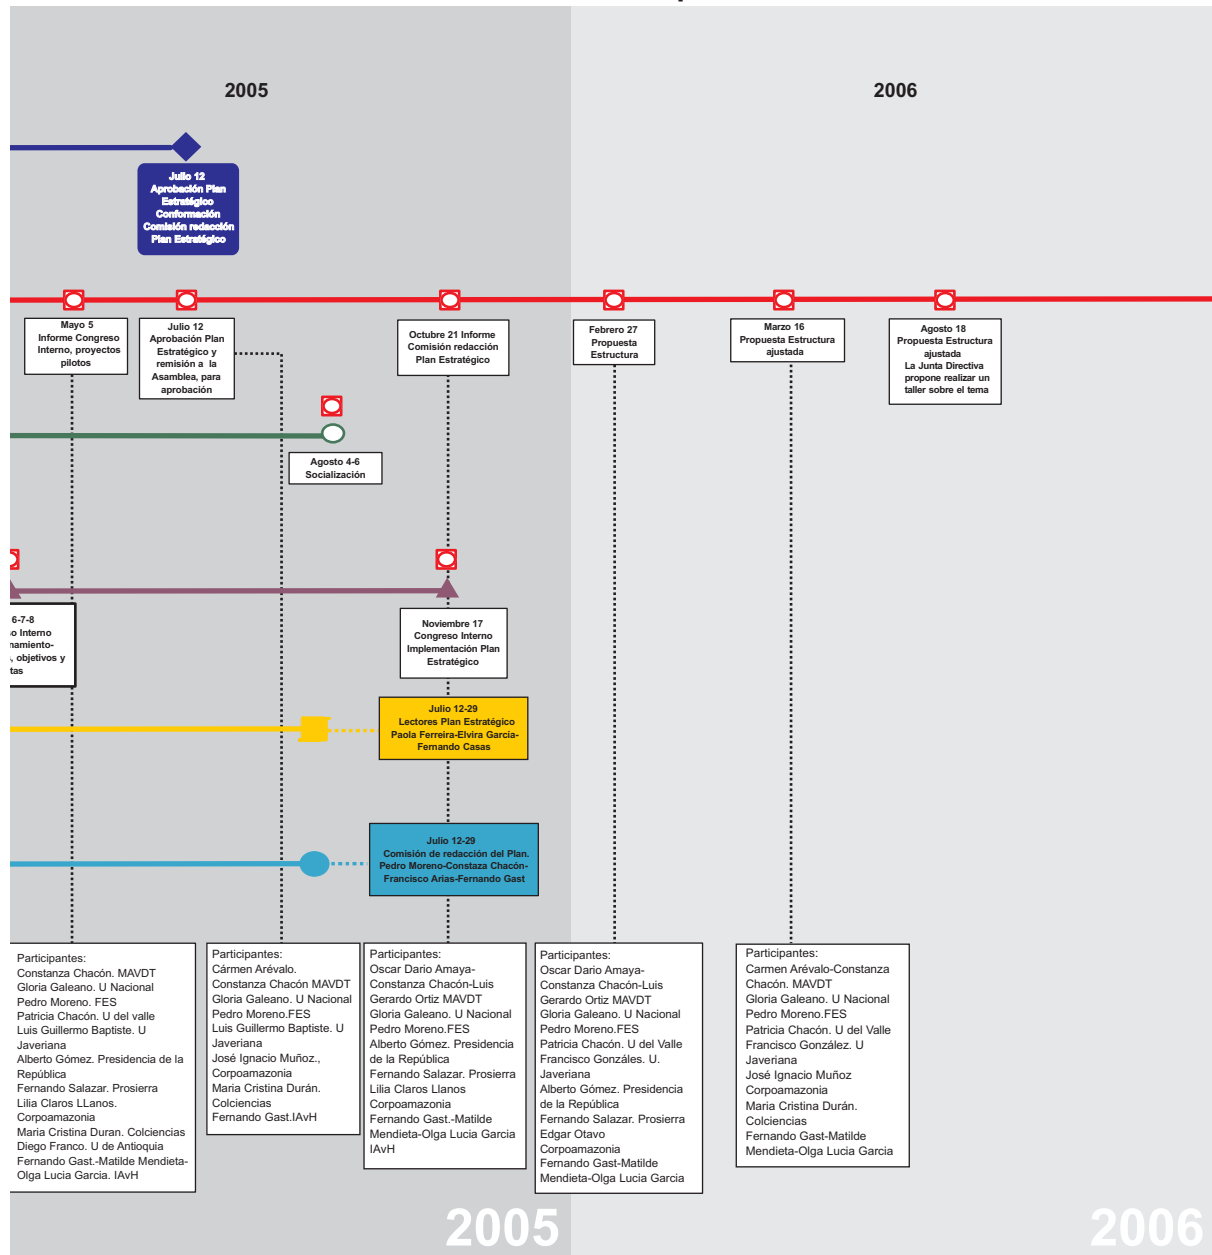 2005
2006
Julio 12
Aprobación Plan
Estratégico
Conformación
Comisión redacción
Plan Estratégico
Mayo 5
Informe Congreso
Interno, proyectos
pilotos
Julio 12
Aprobación Plan
Estratégico y
remisión a la
Asamblea, para
aprobación
Octubre 21 Informe
Comisión redacción
Plan Estratégico
Febrero 27
Propuesta
Estructura
Marzo 16
Propuesta Estructura
ajustada
Agosto 18
Propuesta Estructura
ajustada
La Junta Directiva
propone realizar un
taller sobre el tema
Agosto 4-6
Socialización
6-7-8
so Interno
namiento-
, objetivos y
tas
Noviembre 17
Congreso Interno
Implementación Plan
Estratégico
Julio 12-29
Lectores Plan Estratégico
Paola Ferreira-Elvira Garcia-
Fernando Casas
Julio 12-29
Comisión de redacción del Plan.
Pedro Moreno-Constaza Chacón-
Francisco Arias-Fernando Gast
Participantes:
Constanza Chacón. MAVDT
Gloria Galeano. U Nacional
Pedro Moreno. FES
Patricia Chacón. U del valle
Luis Guillermo Baptiste. U
Javeriana
Alberto Gómez. Presidencia de la
República
Fernando Salazar. Prosierra
Lilia Claros LLanos.
Corpoamazonia
Maria Cristina Duran. Colciencias
Diego Franco. U de Antioquia
Fernando Gast.-Matilde Mendieta-
Olga Lucia Garcia. IAvH
Participantes:
Cármen Arévalo.
Constanza Chacón MAVDT
Gloria Galeano. U Nacional
Pedro Moreno.FES
Luis Guillermo Baptiste. U
Javeriana
José Ignacio Muñoz.,
Corpoamazonia
Maria Cristina Durán.
Colciencias
Fernando Gast.IAvH
Participantes:
Oscar Dario Amaya-
Constanza Chacón-Luis
Gerardo Ortiz MAVDT
Gloria Galeano. U Nacional
Pedro Moreno.FES
Alberto Gómez. Presidencia
de la República
Fernando Salazar. Prosierra
Lilia Claros Llanos
Corpoamazonia
Fernando Gast.-Matilde
Mendieta-Olga Lucia Garcia
IAvH
Participantes:
Oscar Dario Amaya-
Constanza Chacón-Luis
Gerardo Ortiz MAVDT
Gloria Galeano. U Nacional
Pedro Moreno.FES
Patricia Chacón. U del Valle
Francisco Gonzáles. U.
Javeriana
Alberto Gómez. Presidencia
de la República
Fernando Salazar. Prosierra
Edgar Otavo
Corpoamazonia
Fernando Gast-Matilde
Mendieta-Olga Lucia Garcia
Participantes:
Carmen Arévalo-Constanza
Chacón. MAVDT
Gloria Galeano. U Nacional
Pedro Moreno.FES
Patricia Chacón. U del Valle
Francisco González. U
Javeriana
José Ignacio Muñoz
Corpoamazonia
Maria Cristina Durán.
Colciencias
Fernando Gast-Matilde
Mendieta-Olga Lucia Garcia
2005
2006